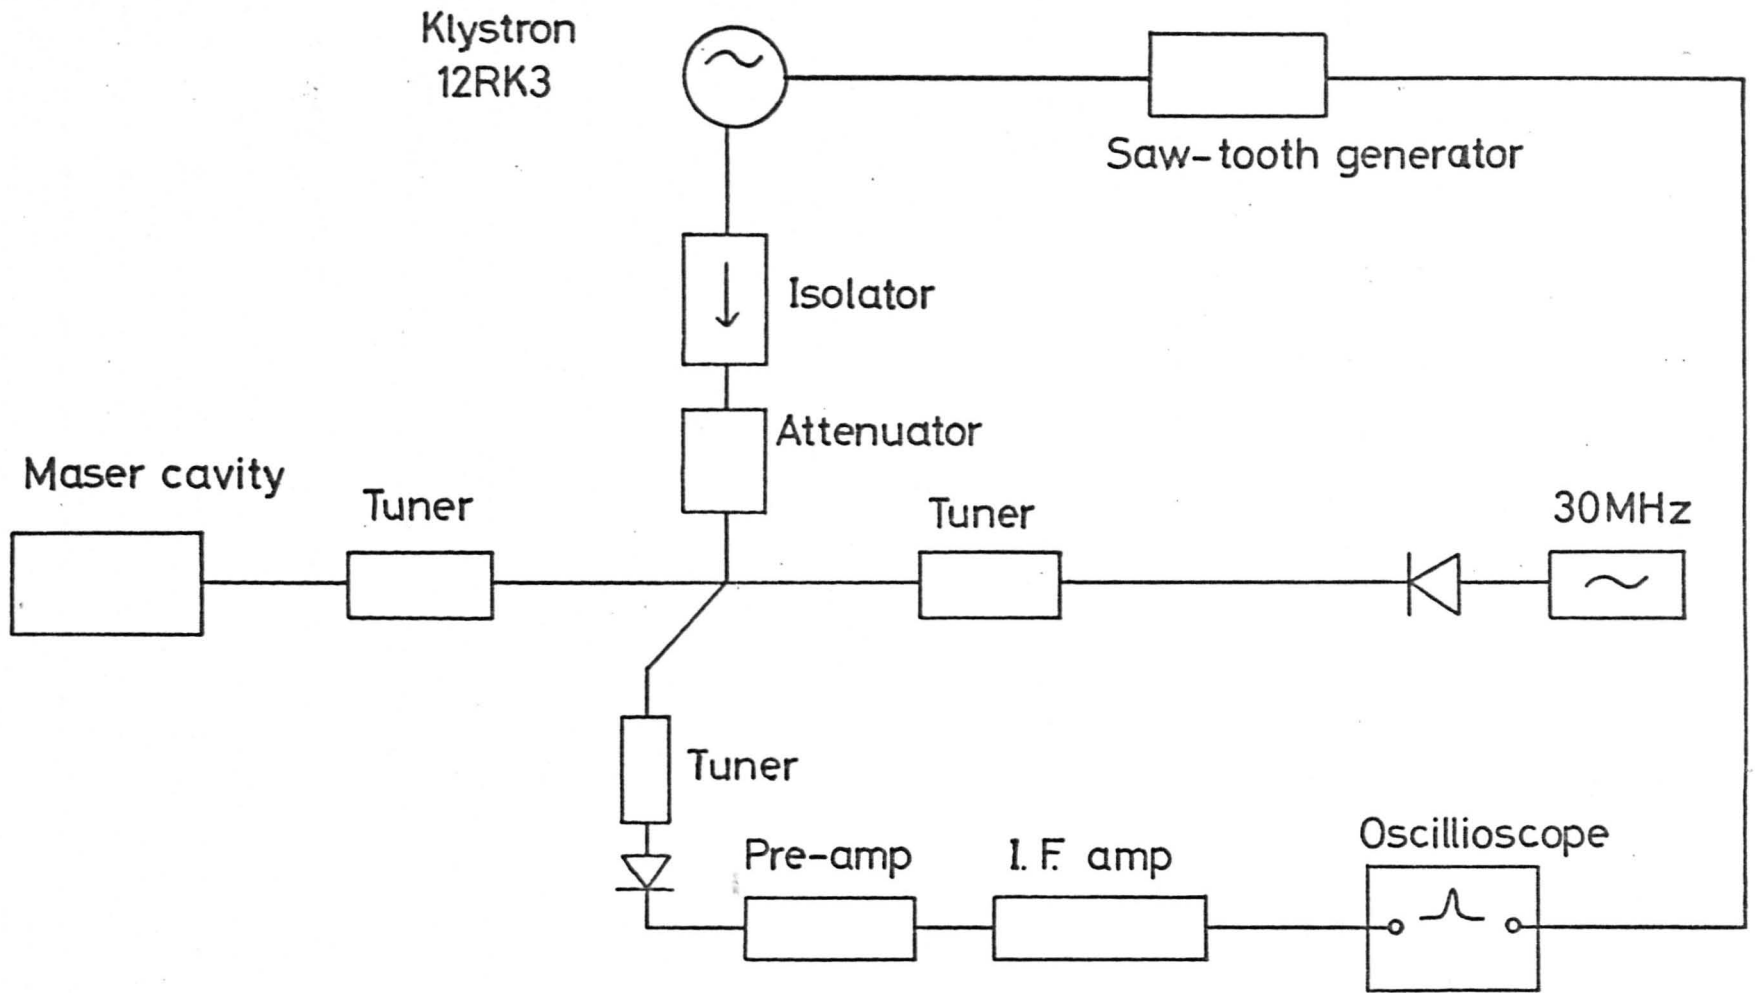 Klystron
12RK3
Saw-tooth generator
Isolator
Attenuator
Maser cavity
Tuner
Tuner
30MHz
Tuner
Pre-amp
I.F. amp
Oscillioscope